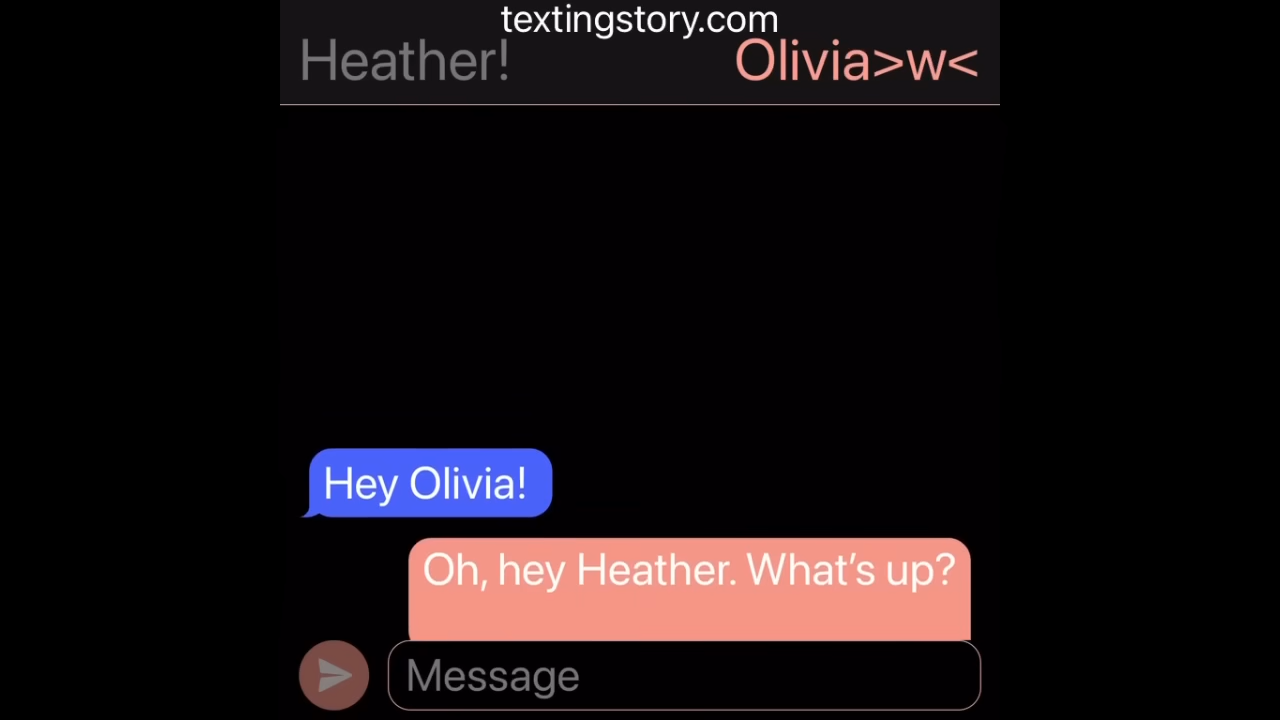 textingstory.com
Heather! Olivia>w<
Hey Olivia!
Oh, hey Heather. What’s up?
Message